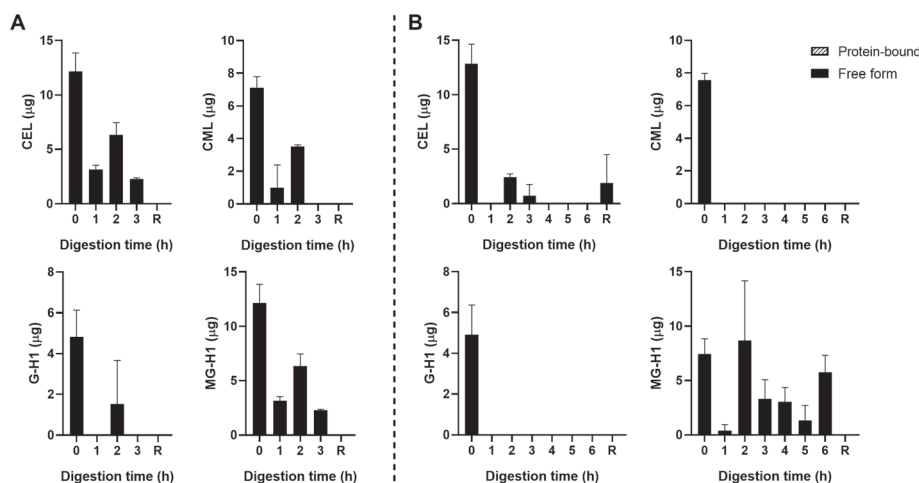 A
CEL (μg)
15
10
5
0
0 1 2 3 R
Digestion time (h)
CML (μg)
10
8
6
4
2
0
0 1 2 3 R
Digestion time (h)
G-H1 (μg)
8
6
4
2
0
0 1 2 3 R
Digestion time (h)
MG-H1 (μg)
15
10
5
0
0 1 2 3 R
Digestion time (h)
B
CEL (μg)
15
10
5
0
0 1 2 3 4 5 6 R
Digestion time (h)
CML (μg)
10
8
6
4
2
0
0 1 2 3 4 5 6 R
Digestion time (h)
Protein-bound
Free form
G-H1 (μg)
8
6
4
2
0
0 1 2 3 4 5 6 R
Digestion time (h)
MG-H1 (μg)
15
10
5
0
0 1 2 3 4 5 6 R
Digestion time (h)